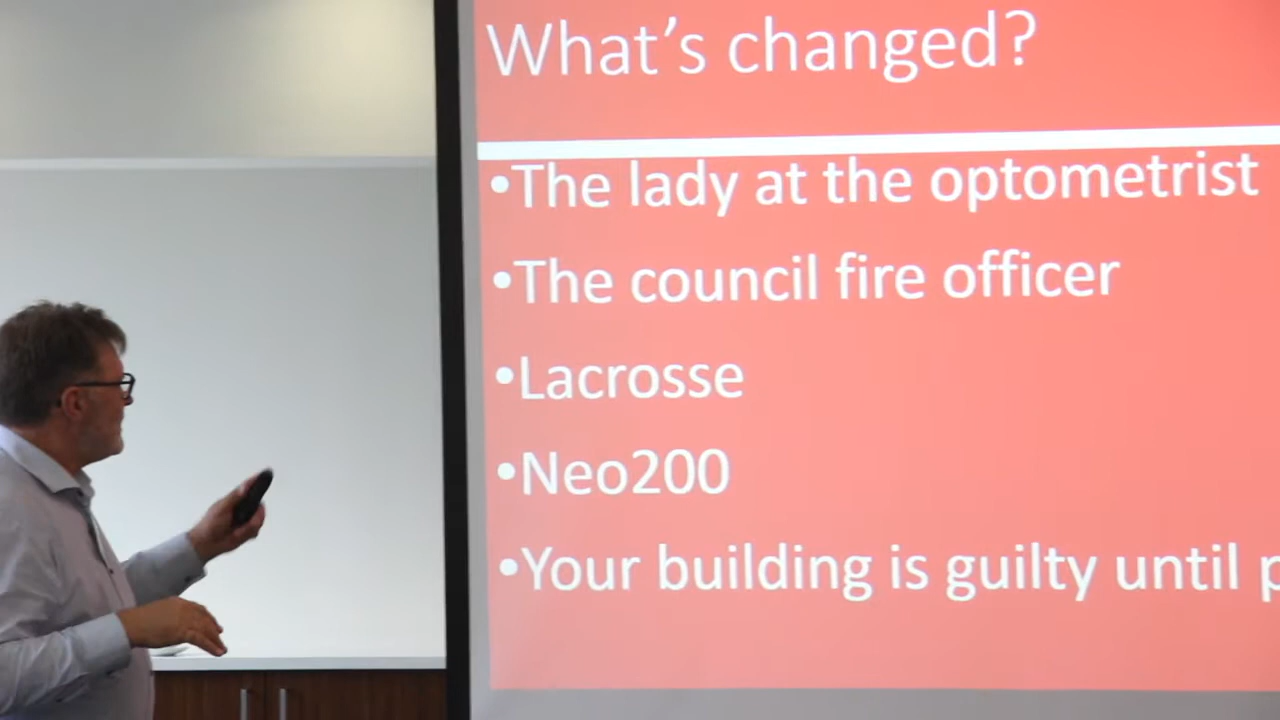 What's changed?
•The lady at the optometrist
•The council fire officer
•Lacrosse
•Neo200
•Your building is guilty until